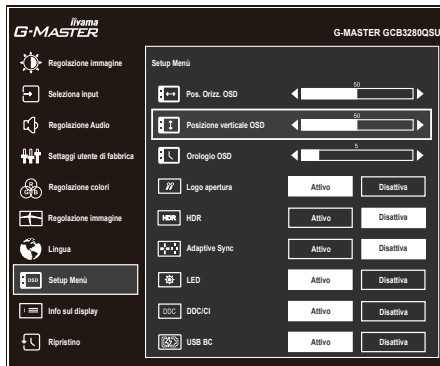 iiyama
G-MASTER
G-MASTER GCB3280QSU
Regolazione immagine
Seleziona input
Regolazione Audio
Settaggi utente di fabbrica
R G B
Regolazione colori
Regolazione immagine
Lingua
OSD
Setup Menù
i
Info sul display
Ripristino
Setup Menù
Pos. Orizz. OSD
50
Posizione verticale OSD
50
Orologio OSD
5
Logo apertura
Attivo
Disattiva
HDR
HDR
Attivo
Disattiva
Adaptive Sync
Attivo
Disattiva
LED
Attivo
Disattiva
DDC
DDC/CI
Attivo
Disattiva
USB BC
Attivo
Disattiva